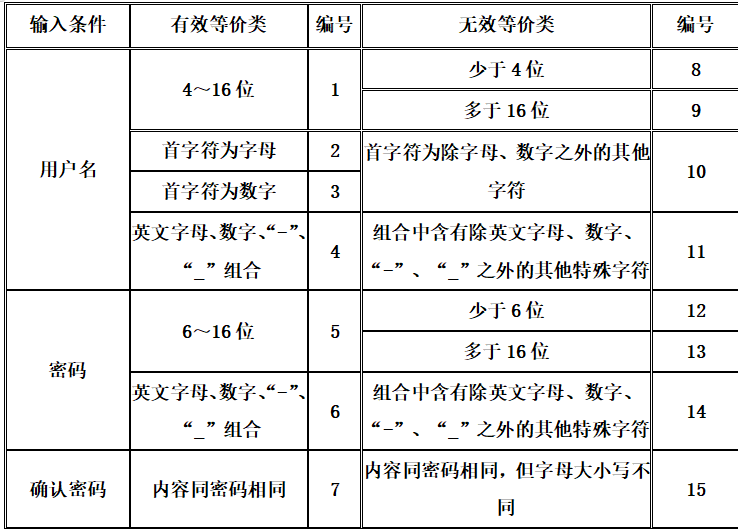 输入条件 有效等价类 编号 无效等价类 编号
用户名 4～16 位 1 少于 4 位 8
多于 16 位 9
首字符为字母 2 首字符为除字母、数字之外的其他
字符 10
首字符为数字 3
英文字母、数字、“-”、
“_”组合 4 组合中含有除英文字母、数字、
“-”、“_”之外的其他特殊字符 11
密码 6～16 位 5 少于 6 位 12
多于 16 位 13
英文字母、数字、“-”、
“_”组合 6 组合中含有除英文字母、数字、
“-”、“_”之外的其他特殊字符 14
确认密码 内容同密码相同 7 内容同密码相同，但字母大小写不
同 15